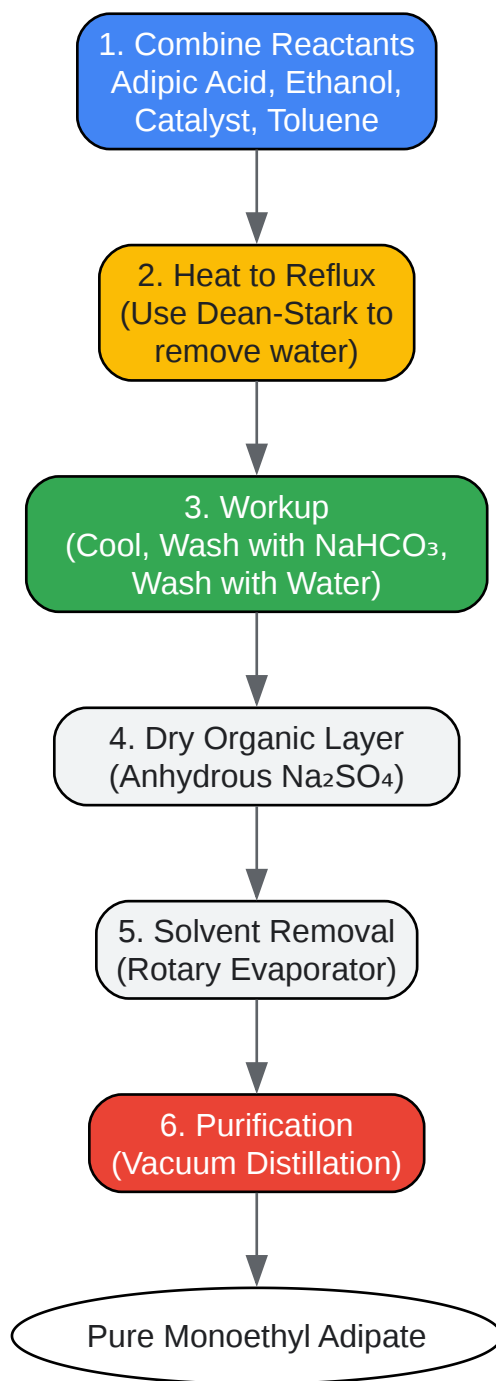 1. Combine Reactants
Adipic Acid, Ethanol,
Catalyst, Toluene
2. Heat to Reflux
(Use Dean-Stark to
remove water)
3. Workup
(Cool, Wash with NaHCO₃,
Wash with Water)
4. Dry Organic Layer
(Anhydrous Na₂SO₄)
5. Solvent Removal
(Rotary Evaporator)
6. Purification
(Vacuum Distillation)
Pure Monoethyl Adipate